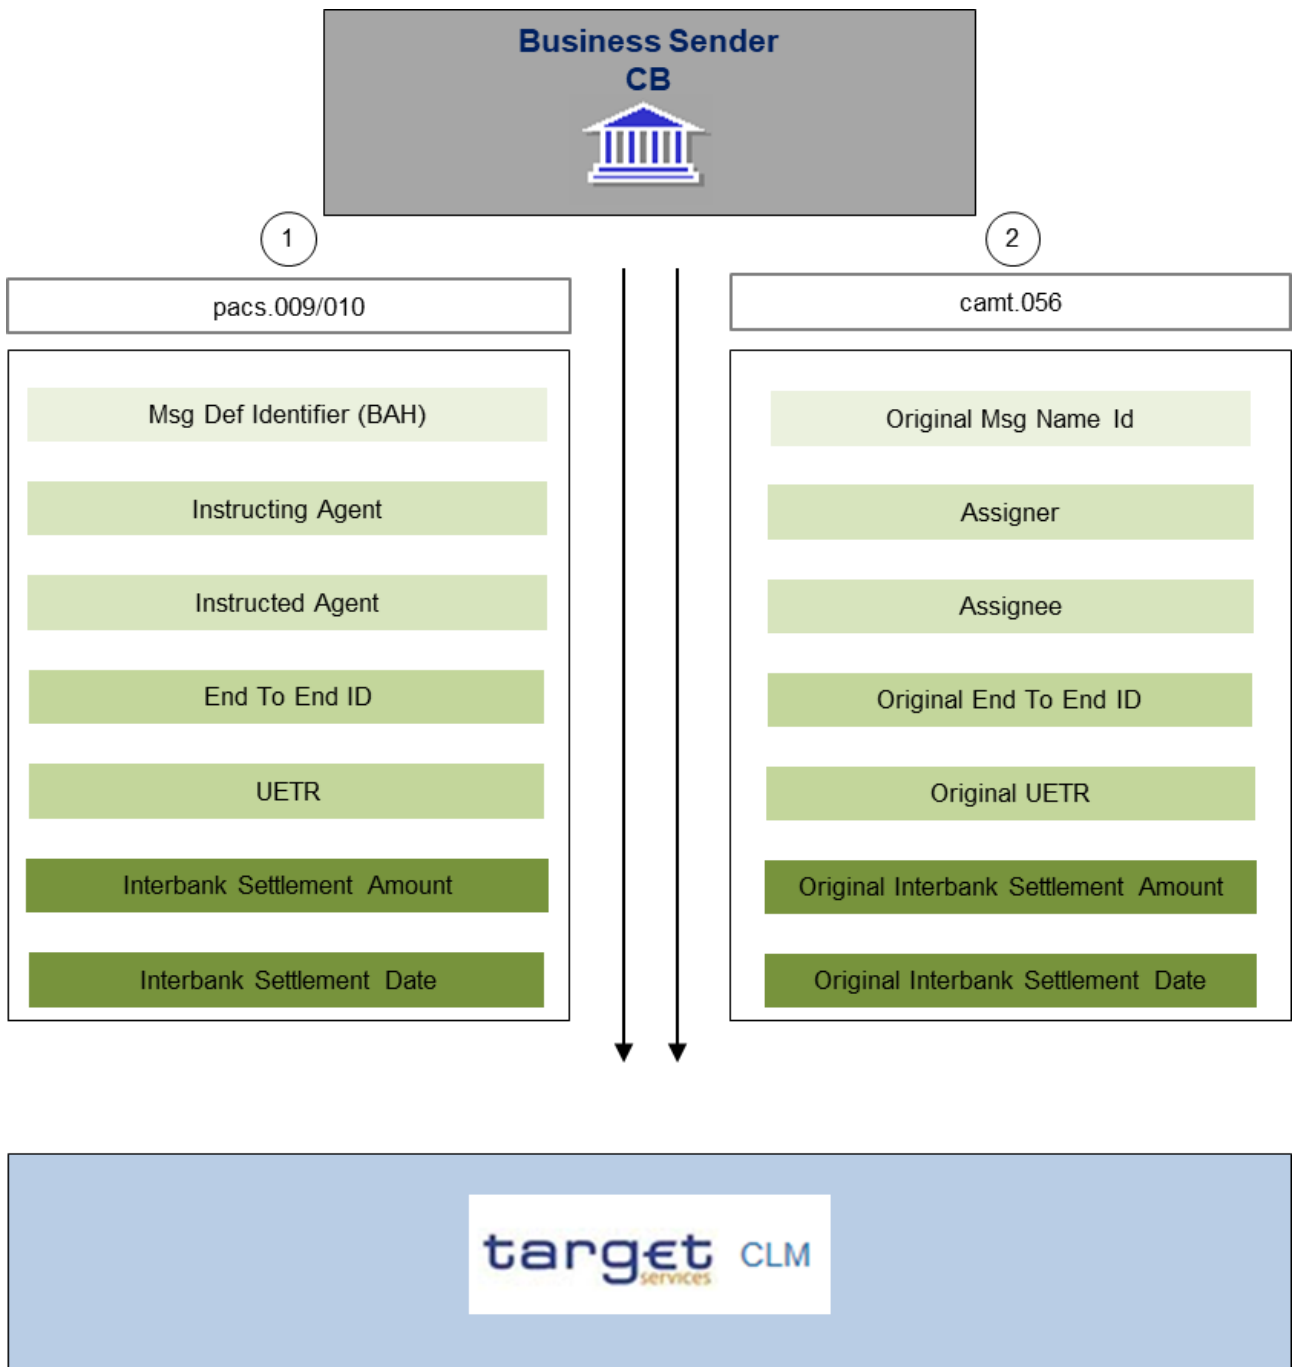 Business Sender
CB
1
2
pacs.009/010
camt.056
Msg Def Identifier (BAH)
Instructing Agent
Instructed Agent
End To End ID
UETR
Interbank Settlement Amount
Interbank Settlement Date
Original Msg Name Id
Assigner
Assignee
Original End To End ID
Original UETR
Original Interbank Settlement Amount
Original Interbank Settlement Date
target CLM
services